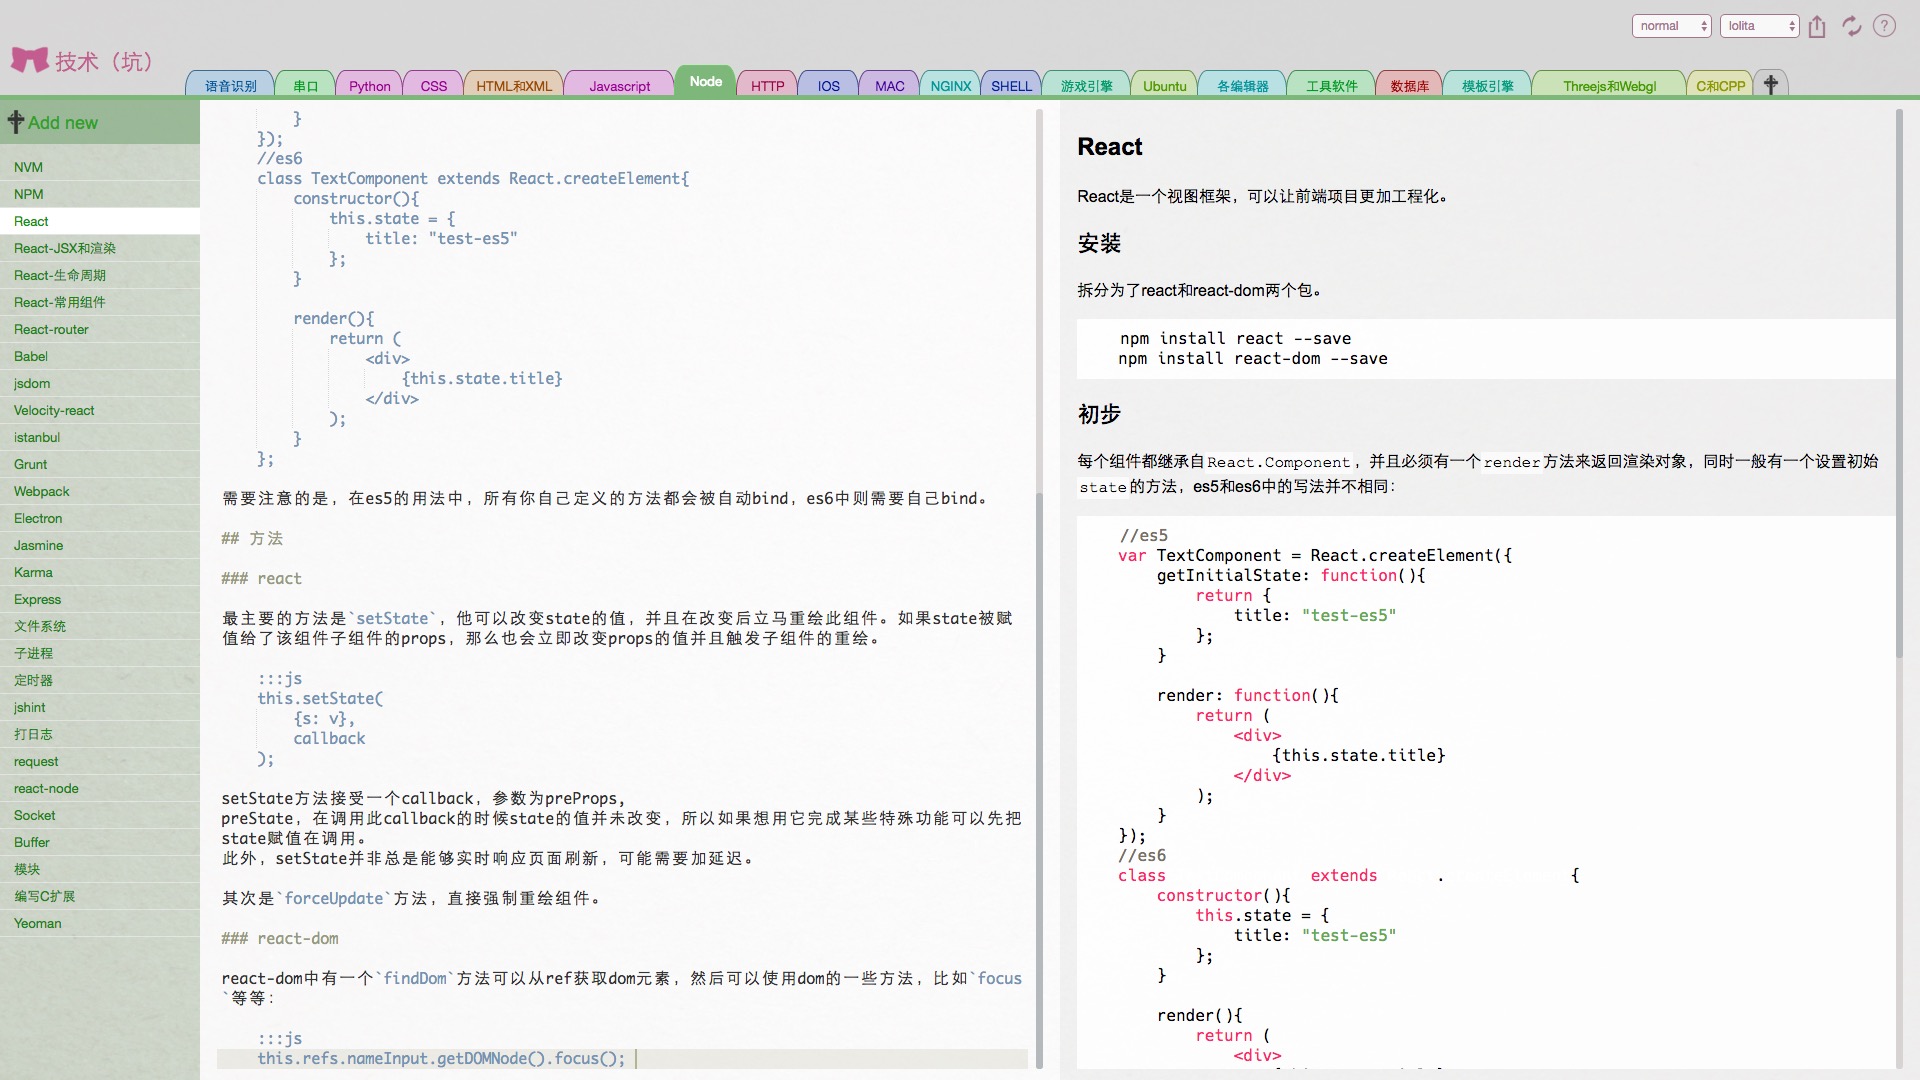 normal
lolita
技术（坑）
语音识别
串口
Python
CSS
HTML和XML
Javascript
Node
HTTP
IOS
MAC
NGINX
SHELL
游戏引擎
Ubuntu
各编辑器
工具软件
数据库
模板引擎
Threejs和Webgl
C和CPP
Add new
NVM
NPM
React
React-JSX和渲染
React-生命周期
React-常用组件
React-router
Babel
jsdom
Velocity-react
istanbul
Grunt
Webpack
Electron
Jasmine
Karma
Express
文件系统
子进程
定时器
jshint
打日志
request
react-node
Socket
Buffer
模块
编写C扩展
Yeoman
}
});
//es6
class TextComponent extends React.createElement{
constructor(){
this.state = {
title: "test-es5"
};
}
render(){
return (
<div>
{this.state.title}
</div>
);
}
};
需要注意的是，在es5的用法中，所有你自己定义的方法都会被自动bind，es6中则需要自己bind。
## 方法
### react
最主要的方法是`setState`，他可以改变state的值，并且在改变后立马重绘此组件。如果state被赋
值给了该组件子组件的props，那么也会立即改变props的值并且触发子组件的重绘。
:::js
this.setState(
{s: v},
callback
);
setState方法接受一个callback，参数为preProps，
preState，在调用此callback的时候state的值并未改变，所以如果想用它完成某些特殊功能可以先把
state赋值在调用。
此外，setState并非总是能够实时响应页面刷新，可能需要加延迟。
其次是`forceUpdate`方法，直接强制重绘组件。
### react-dom
react-dom中有一个`findDom`方法可以从ref获取dom元素，然后可以使用dom的一些方法，比如`focus
`等等：
:::js
this.refs.nameInput.getDOMNode().focus();
React
React是一个视图框架，可以让前端项目更加工程化。
安装
拆分为了react和react-dom两个包。
npm install react --save
npm install react-dom --save
初步
每个组件都继承自React.Component，并且必须有一个render方法来返回渲染对象，同时一般有一个设置初始
state的方法，es5和es6中的写法并不相同：
//es5
var TextComponent = React.createElement({
getInitialState: function(){
return {
title: "test-es5"
};
}
render: function(){
return (
<div>
{this.state.title}
</div>
);
}
});
//es6
class extends . {
constructor(){
this.state = {
title: "test-es5"
};
}
render(){
return (
<div>